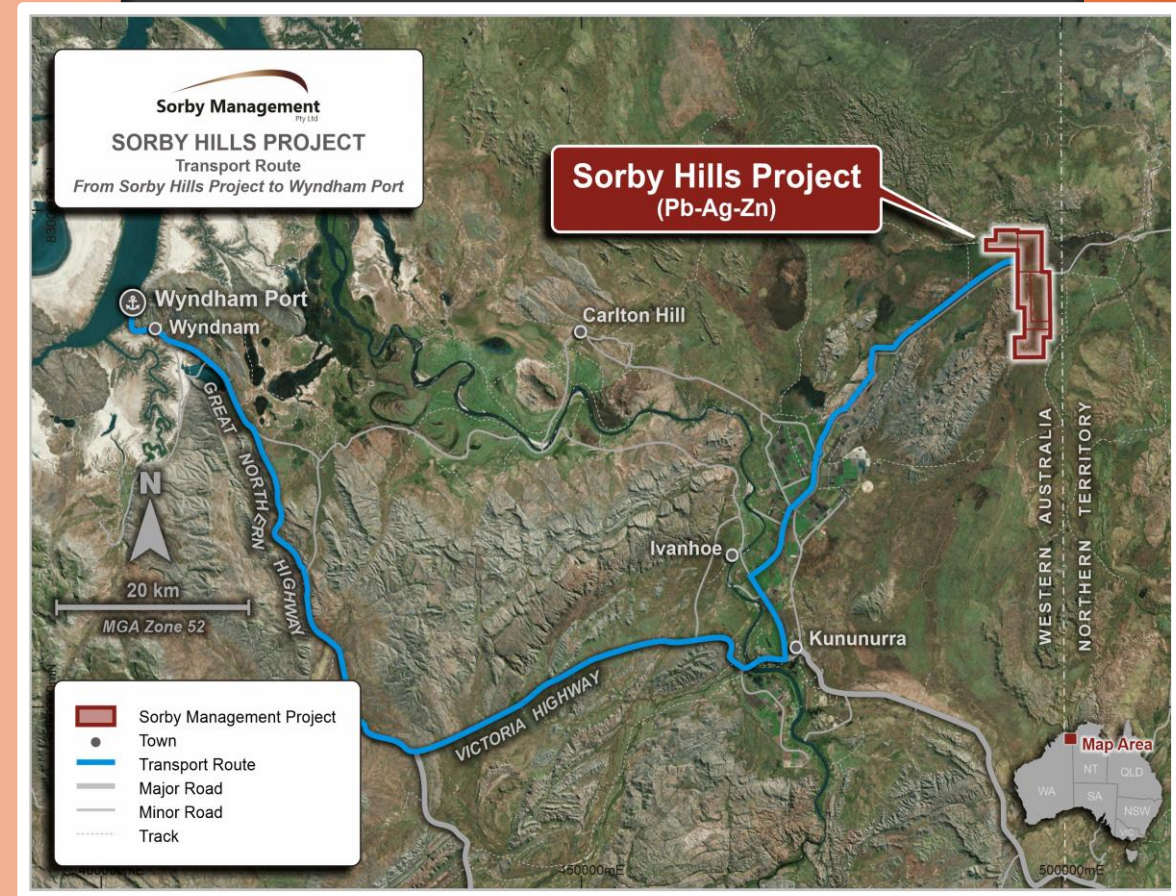 Sorby Management
Pty Ltd
SORBY HILLS PROJECT
Transport Route
From Sorby Hills Project to Wyndham Port
Sorby Hills Project
(Pb-Ag-Zn)
Wyndham Port
Wyndnam
Carlton Hill
GREAT NORTHERN HIGHWAY
N
20 km
MGA Zone 52
Ivanhoe
Kununurra
VICTORIA HIGHWAY
WESTERN AUSTRALIA
NORTHERN TERRITORY
Sorby Management Project
Town
Transport Route
Major Road
Minor Road
Track
Map Area
WA
NT
QLD
SA
NSW
VIC
450000mE
500000mE